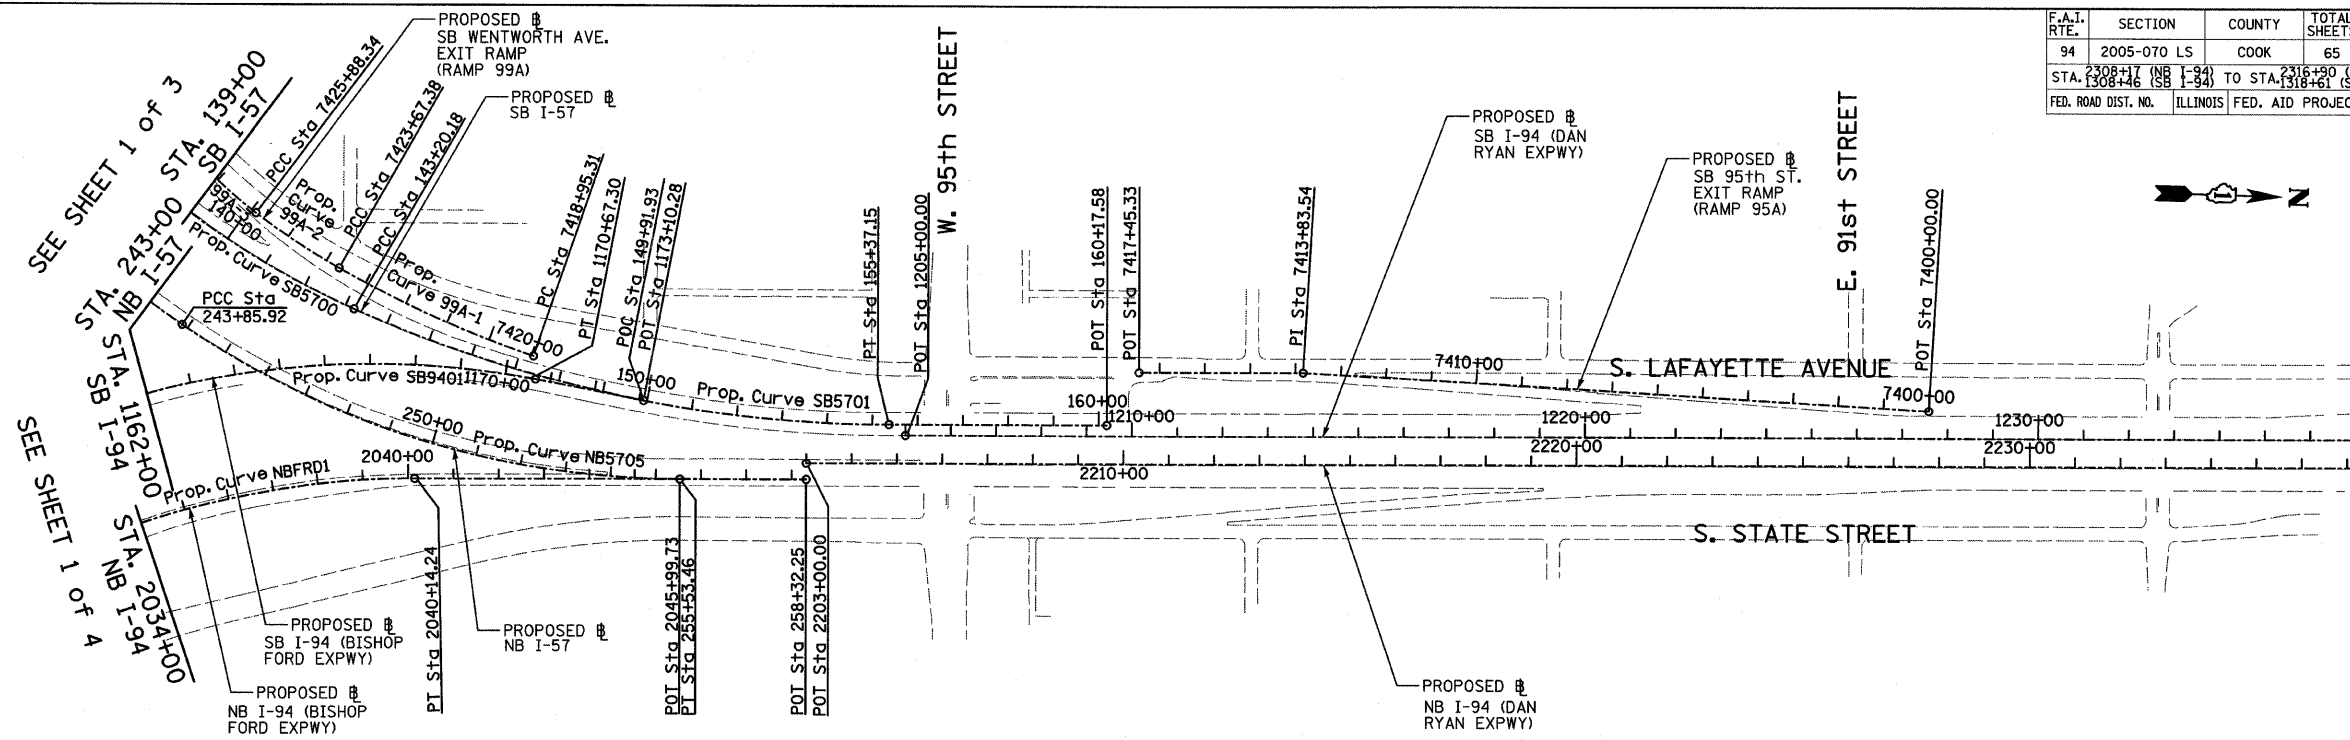 F.A.I. RTE.
SECTION
COUNTY
TOTAL SHEETS
94
2005-070 LS
COOK
65
STA. 2308+17 (NB I-94) TO STA. 2316+90 (
1308+46 (SB I-94) 1318+61 (S
FED. ROAD DIST. NO.
ILLINOIS
FED. AID PROJEC
PROPOSED ℄
SB WENTWORTH AVE.
EXIT RAMP
(RAMP 99A)
PROPOSED ℄
SB I-57
SEE SHEET 1 of 3
STA. 139+00
SB I-57
STA. 243+00
NB I-57
STA. 1162+00
SB I-94
STA. 2034+00
NB I-94
SEE SHEET 1 of 4
PCC Sta 7425+88.34
PCC Sta 7423+67.38
PCC Sta 143+20.18
PC Sta 7418+95.31
PT Sta 1170+67.30
POC Sta 149+91.93
POT Sta 1173+10.28
PT Sta 155+37.15
POT Sta 1205+00.00
W. 95th STREET
POT Sta 160+17.58
POT Sta 7417+45.33
PI Sta 7413+83.54
PROPOSED ℄
SB I-94 (DAN
RYAN EXPWY)
PROPOSED ℄
SB 95th ST.
EXIT RAMP
(RAMP 95A)
E. 91st STREET
POT Sta 7400+00.00
N
99A-3
140+00
Prop.
Curve
99A-2
Prop. Curve SB5700
Prop.
Curve 99A-1
7420+00
PCC Sta
243+85.92
Prop. Curve SB9401
1170+00
150+00
Prop. Curve SB5701
160+00
1210+00
7410+00
S. LAFAYETTE AVENUE
7400+00
1220+00
1230+00
250+00
Prop. Curve NB5705
2040+00
Prop. Curve NBFRD1
2210+00
2220+00
2230+00
S. STATE STREET
PT Sta 2040+14.24
POT Sta 2045+99.73
PT Sta 255+53.46
POT Sta 258+32.25
POT Sta 2203+00.00
PROPOSED ℄
SB I-94 (BISHOP
FORD EXPWY)
PROPOSED ℄
NB I-57
PROPOSED ℄
NB I-94 (BISHOP
FORD EXPWY)
PROPOSED ℄
NB I-94 (DAN
RYAN EXPWY)